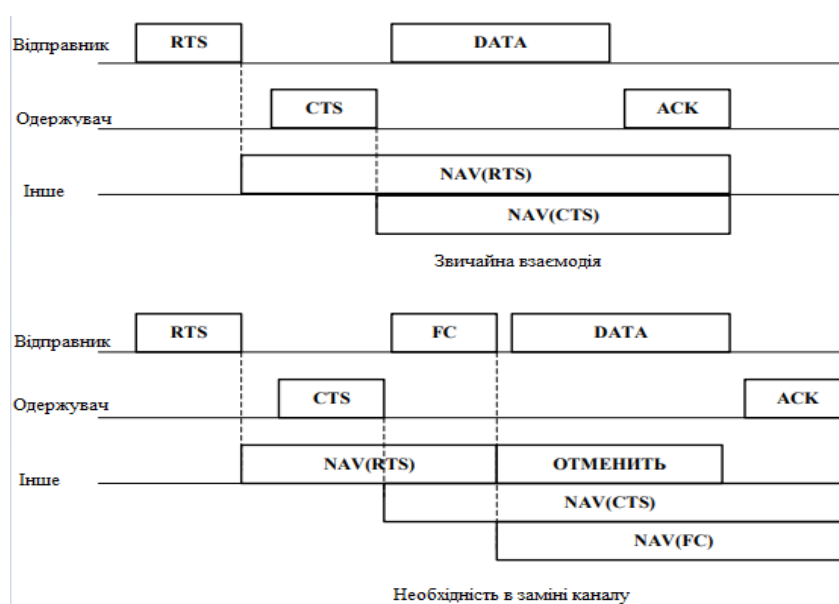 Відправник RTS DATA
Одержувач CTS ACK
Інше NAV(RTS)
NAV(CTS)
Звичайна взаємодія
Відправник RTS FC DATA
Одержувач CTS ACK
Інше NAV(RTS) ОТМЕНИТЬ
NAV(CTS)
NAV(FC)
Необхідність в заміні каналу